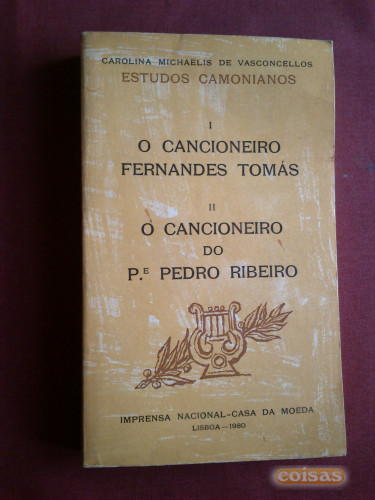 CAROLINA MICHAELIS DE VASCONCELLOS
ESTUDOS CAMONIANOS
I
O CANCIONEIRO
FERNANDES TOMÁS
II
O CANCIONEIRO
DO
P.E PEDRO RIBEIRO
IMPRENSA NACIONAL-CASA DA MOEDA
LISBOA — 1980
coisas